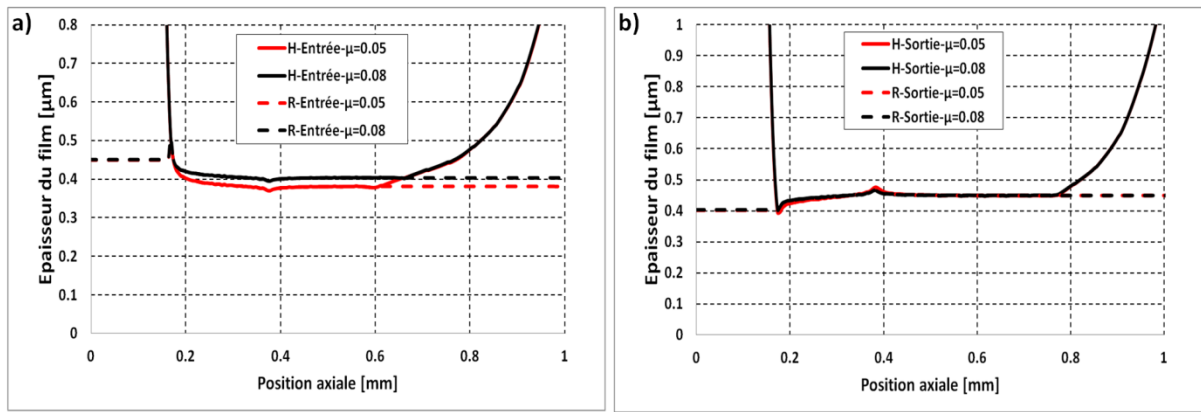 a)
Epaisseur du film [µm]
0.8
0.7
0.6
0.5
0.4
0.3
0.2
0.1
0
H-Entrée-µ=0.05
H-Entrée-µ=0.08
R-Entrée-µ=0.05
R-Entrée-µ=0.08
0 0.2 0.4 0.6 0.8 1
Position axiale [mm]
b)
Epaisseur du film [µm]
1
0.9
0.8
0.7
0.6
0.5
0.4
0.3
0.2
0.1
0
H-Sortie-µ=0.05
H-Sortie-µ=0.08
R-Sortie-µ=0.05
R-Sortie-µ=0.08
0 0.2 0.4 0.6 0.8 1
Position axiale [mm]